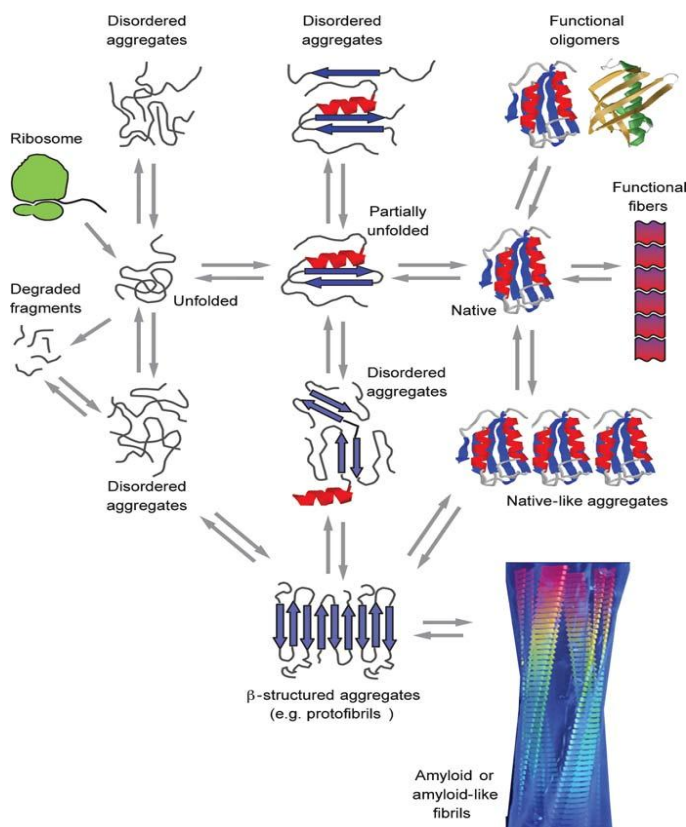 Disordered
aggregates
Disordered
aggregates
Functional
oligomers
Ribosome
Partially
unfolded
Functional
fibers
Degraded
fragments
Unfolded
Native
Disordered
aggregates
Disordered
aggregates
Native-like aggregates
β-structured aggregates
(e.g. protofibrils )
Amyloid or
amyloid-like
fibrils